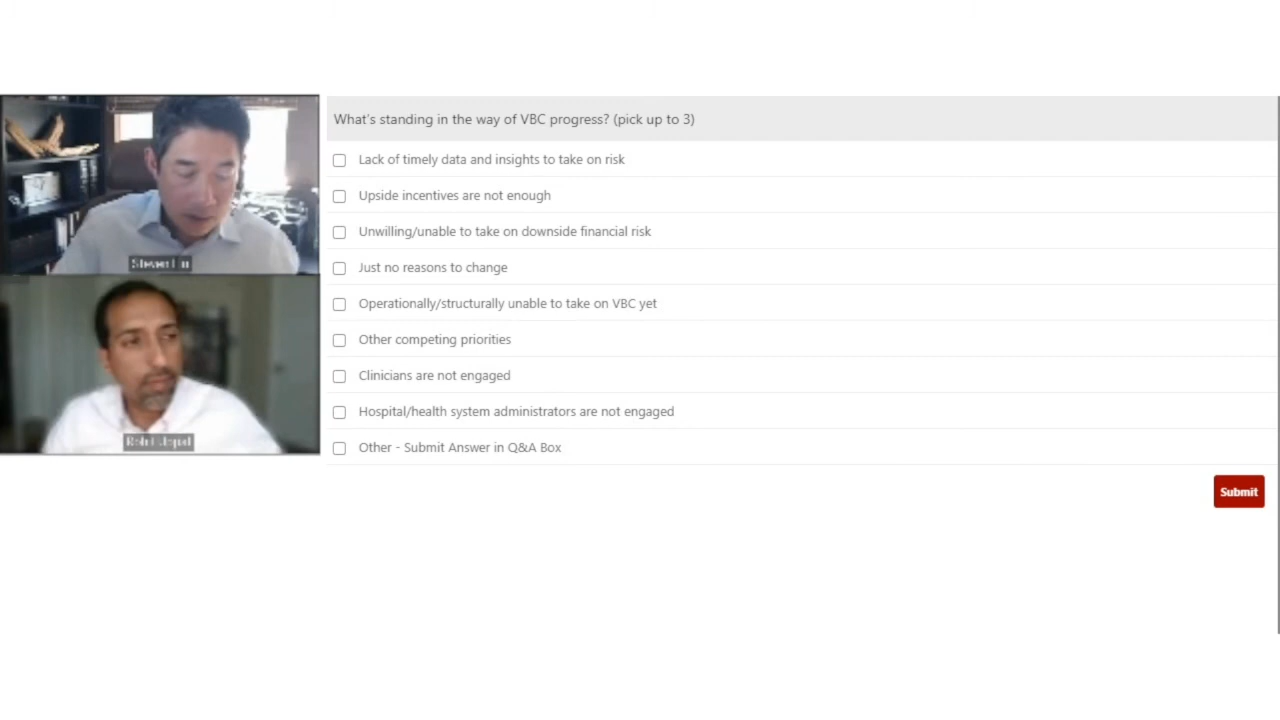 What's standing in the way of VBC progress? (pick up to 3)
Lack of timely data and insights to take on risk
Upside incentives are not enough
Unwilling/unable to take on downside financial risk
Just no reasons to change
Operationally/structurally unable to take on VBC yet
Other competing priorities
Clinicians are not engaged
Hospital/health system administrators are not engaged
Other - Submit Answer in Q&A Box
Submit
Steven